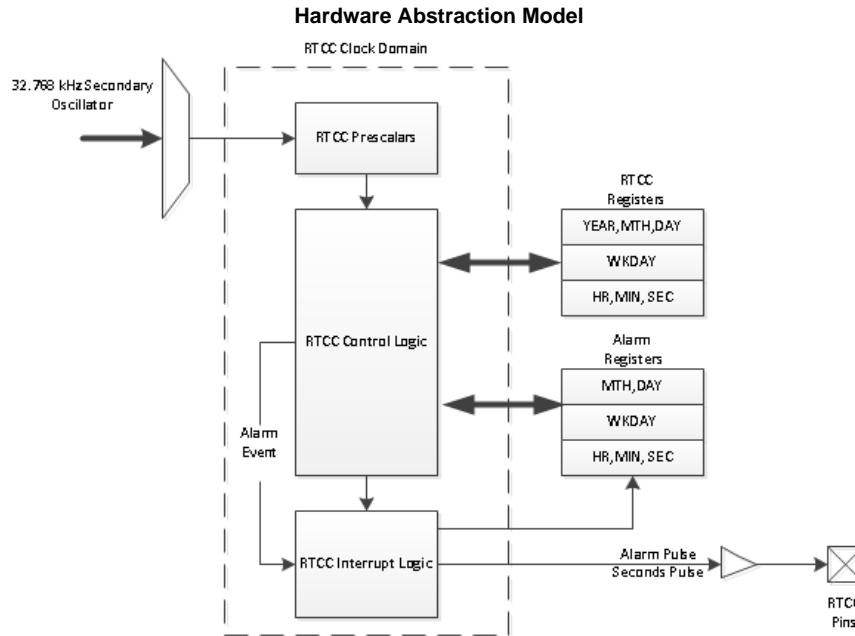 Hardware Abstraction Model
RTCC Clock Domain
32.768 kHz Secondary
Oscillator
RTCC Prescalars
RTCC
Registers
YEAR,MTH,DAY
WKDAY
HR,MIN, SEC
RTCC Control Logic
Alarm
Registers
MTH,DAY
WKDAY
HR,MIN, SEC
Alarm
Event
RTCC Interrupt Logic
Alarm Pulse
Seconds Pulse
RTCC
Pins